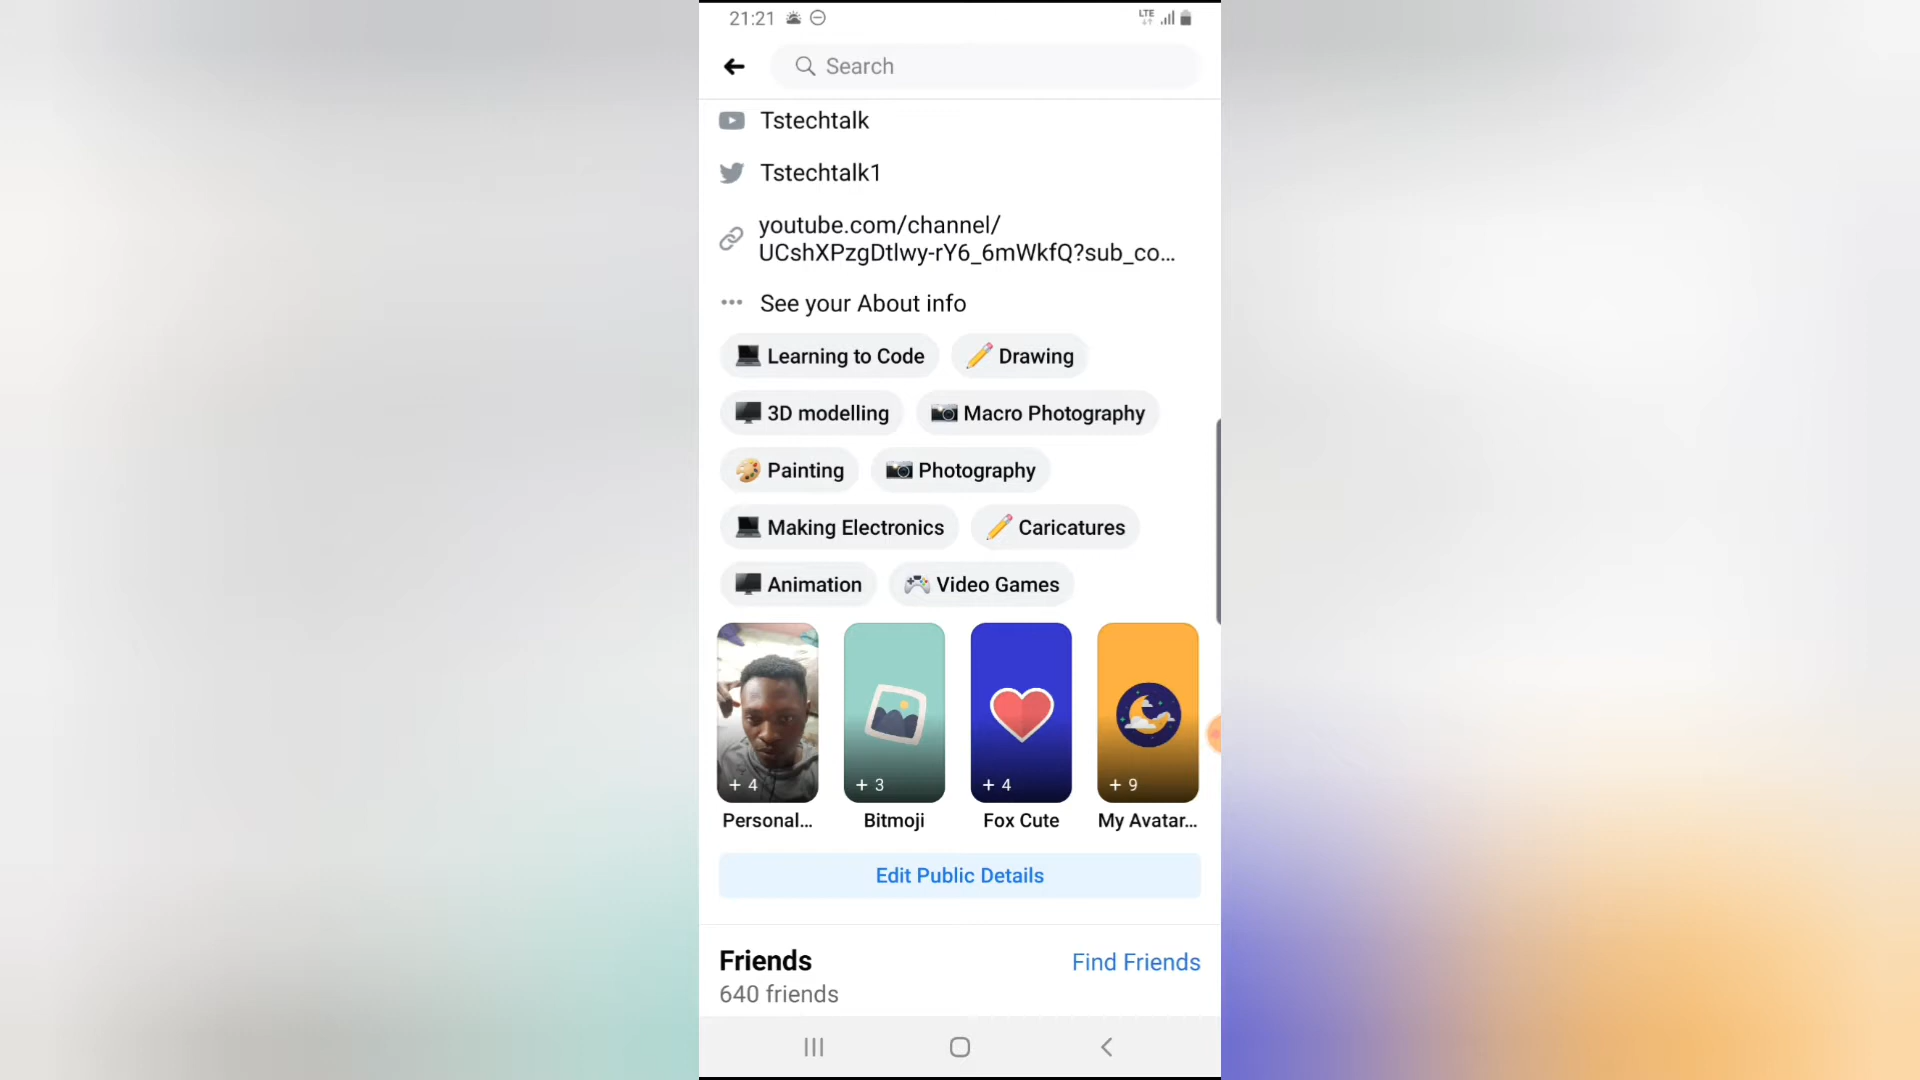 21:21 LTE
Search
Tstechtalk
Tstechtalk1
youtube.com/channel/
UCshXPzgDtlwy-rY6_6mWkfQ?sub_co...
See your About info
Learning to Code Drawing
3D modelling Macro Photography
Painting Photography
Making Electronics Caricatures
Animation Video Games
+ 4 + 3 + 4 + 9
Personal... Bitmoji Fox Cute My Avatar...
Edit Public Details
Friends Find Friends
640 friends